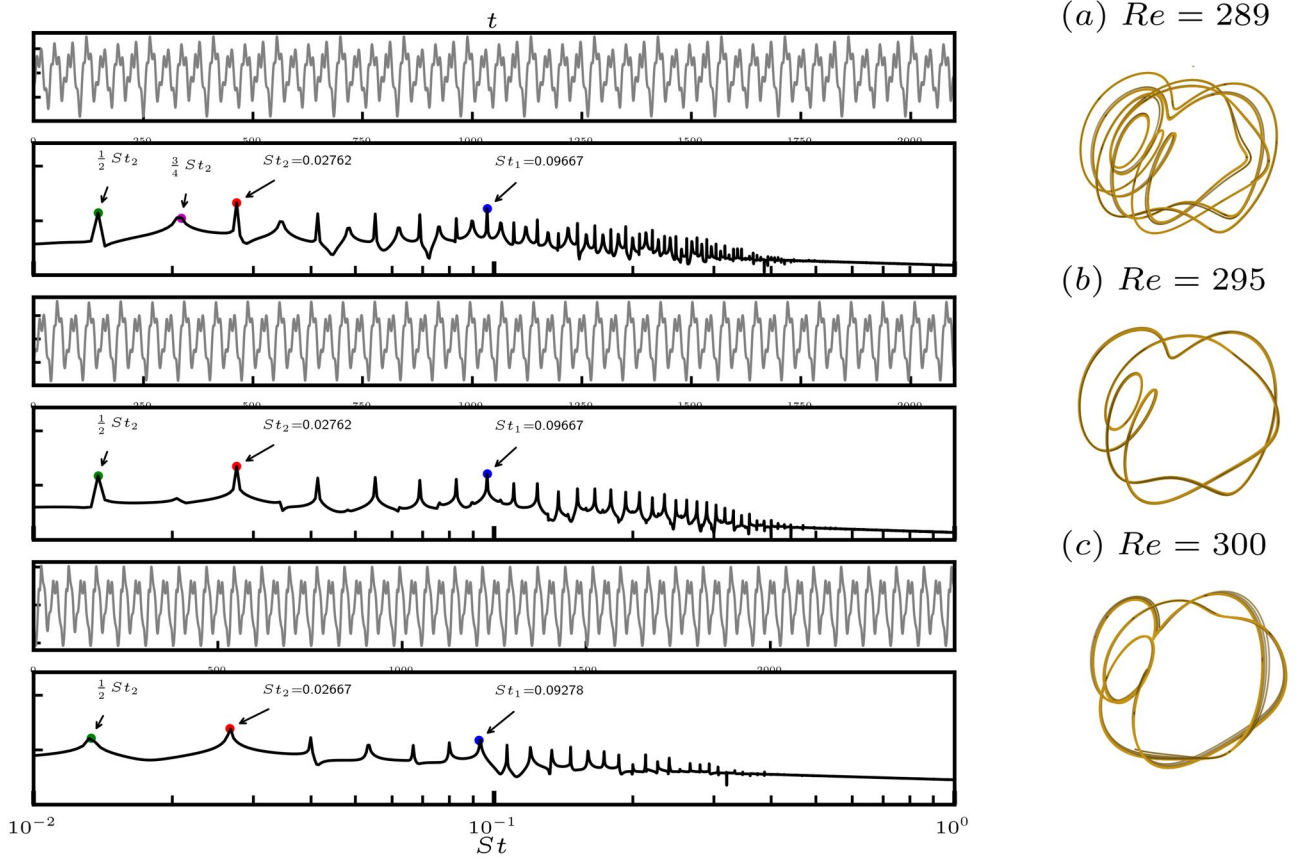 t
(a) Re = 289
0 250 500 750 1000 1250 1500 1750 2000
1/2 St₂
3/4 St₂
St₂=0.02762
St₁=0.09667
(b) Re = 295
0 250 500 750 1000 1250 1500 1750 2000
1/2 St₂
St₂=0.02762
St₁=0.09667
(c) Re = 300
0 500 1000 1500 2000
1/2 St₂
St₂=0.02667
St₁=0.09278
10⁻² 10⁻¹ 10⁰
St